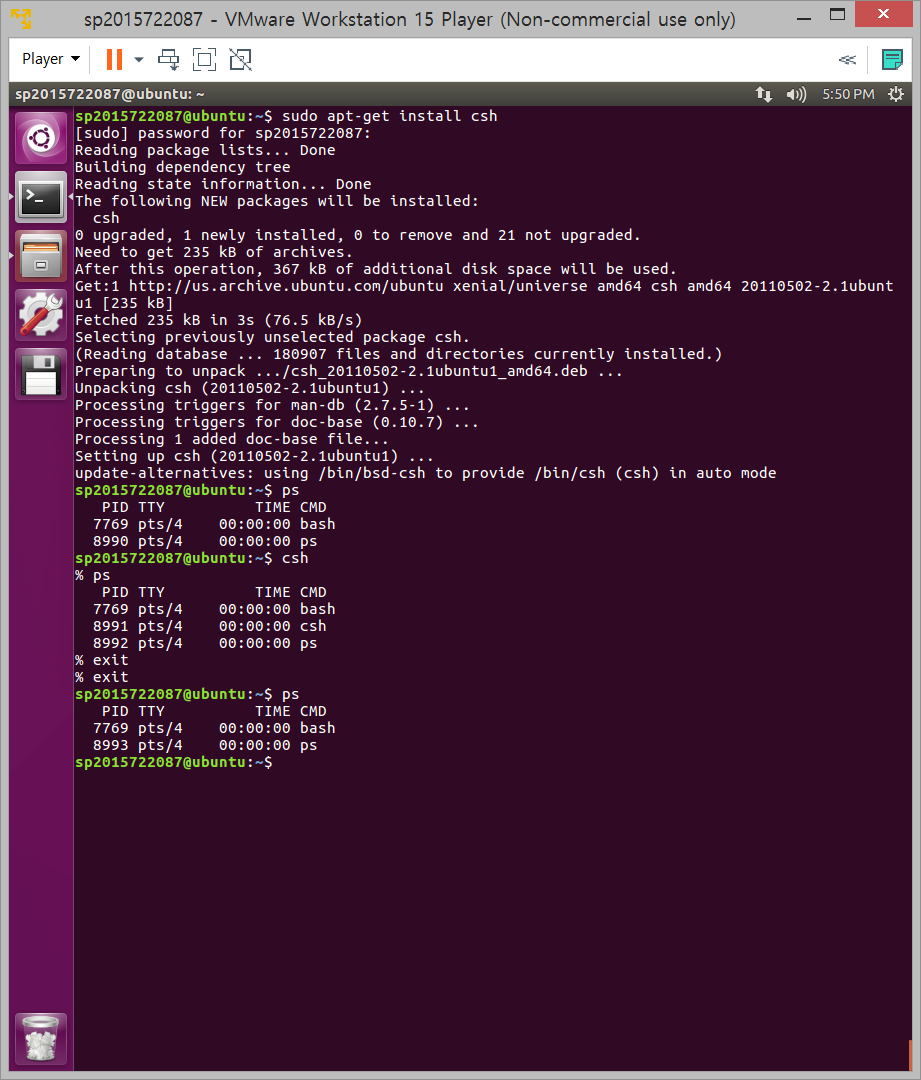 sp2015722087 - VMware Workstation 15 Player (Non-commercial use only)
Player
sp2015722087@ubuntu: ~
5:50 PM
sp2015722087@ubuntu:~$ sudo apt-get install csh
[sudo] password for sp2015722087:
Reading package lists... Done
Building dependency tree
Reading state information... Done
The following NEW packages will be installed:
  csh
0 upgraded, 1 newly installed, 0 to remove and 21 not upgraded.
Need to get 235 kB of archives.
After this operation, 367 kB of additional disk space will be used.
Get:1 http://us.archive.ubuntu.com/ubuntu xenial/universe amd64 csh amd64 20110502-2.1ubunt
u1 [235 kB]
Fetched 235 kB in 3s (76.5 kB/s)
Selecting previously unselected package csh.
(Reading database ... 180907 files and directories currently installed.)
Preparing to unpack .../csh_20110502-2.1ubuntu1_amd64.deb ...
Unpacking csh (20110502-2.1ubuntu1) ...
Processing triggers for man-db (2.7.5-1) ...
Processing triggers for doc-base (0.10.7) ...
Processing 1 added doc-base file...
Setting up csh (20110502-2.1ubuntu1) ...
update-alternatives: using /bin/bsd-csh to provide /bin/csh (csh) in auto mode
sp2015722087@ubuntu:~$ ps
   PID TTY          TIME CMD
  7769 pts/4    00:00:00 bash
  8990 pts/4    00:00:00 ps
sp2015722087@ubuntu:~$ csh
% ps
   PID TTY          TIME CMD
  7769 pts/4    00:00:00 bash
  8991 pts/4    00:00:00 csh
  8992 pts/4    00:00:00 ps
% exit
% exit
sp2015722087@ubuntu:~$ ps
   PID TTY          TIME CMD
  7769 pts/4    00:00:00 bash
  8993 pts/4    00:00:00 ps
sp2015722087@ubuntu:~$